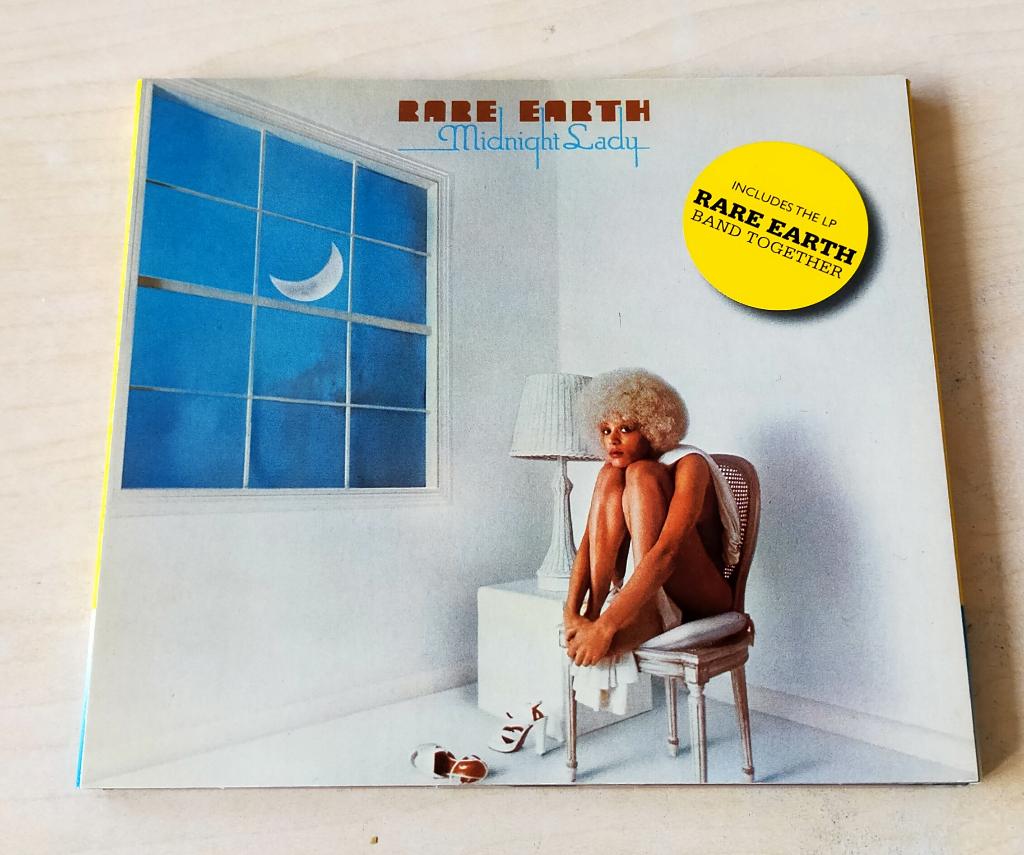 RARE EARTH
Midnight Lady
INCLUDES THE LP
RARE EARTH
BAND TOGETHER